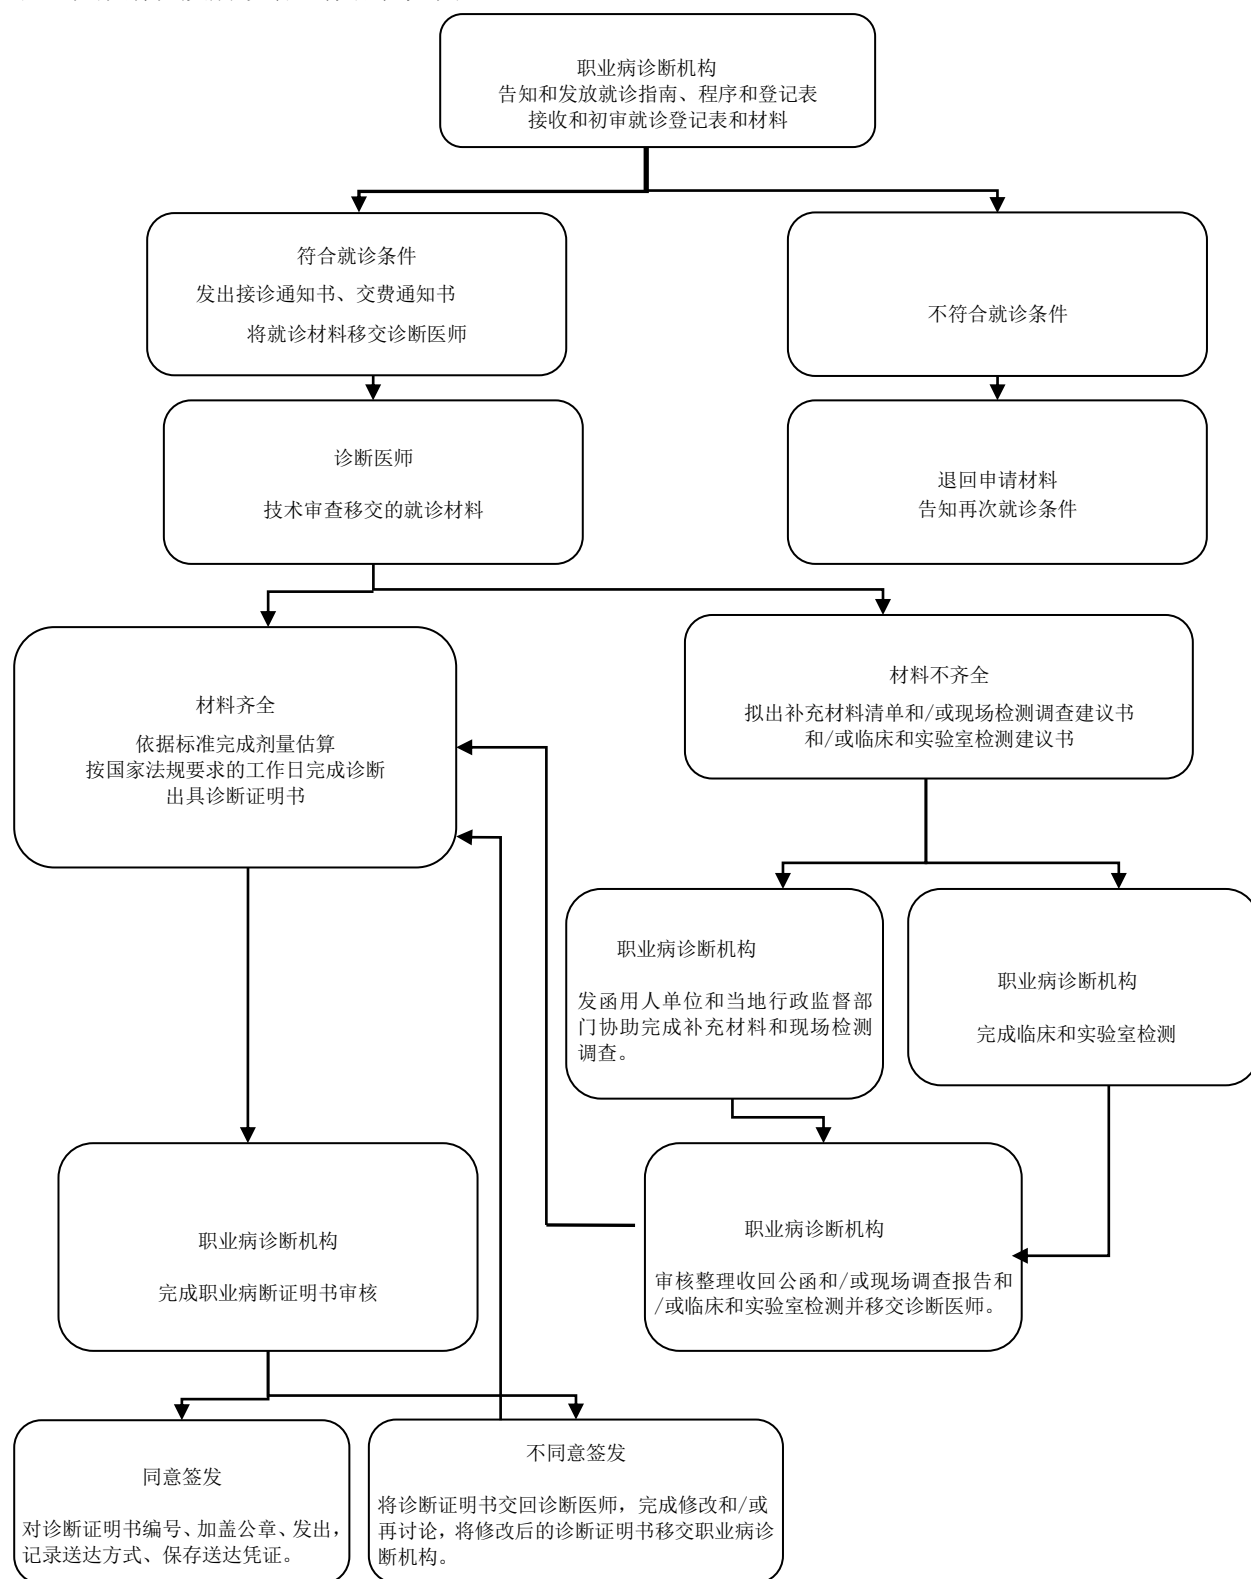 职业病诊断机构
告知和发放就诊指南、程序和登记表
接收和初审就诊登记表和材料
符合就诊条件
发出接诊通知书、交费通知书
将就诊材料移交诊断医师
不符合就诊条件
诊断医师
技术审查移交的就诊材料
退回申请材料
告知再次就诊条件
材料齐全
依据标准完成剂量估算
按国家法规要求的工作日完成诊断
出具诊断证明书
材料不齐全
拟出补充材料清单和/或现场检测调查建议书
和/或临床和实验室检测建议书
职业病诊断机构
发函用人单位和当地行政监督部
门协助完成补充材料和现场检测
调查。
职业病诊断机构
完成临床和实验室检测
职业病诊断机构
完成职业病断证明书审核
职业病诊断机构
审核整理收回公函和/或现场调查报告和
/或临床和实验室检测并移交诊断医师。
同意签发
对诊断证明书编号、加盖公章、发出，
记录送达方式、保存送达凭证。
不同意签发
将诊断证明书交回诊断医师，完成修改和/或
再讨论，将修改后的诊断证明书移交职业病诊
断机构。